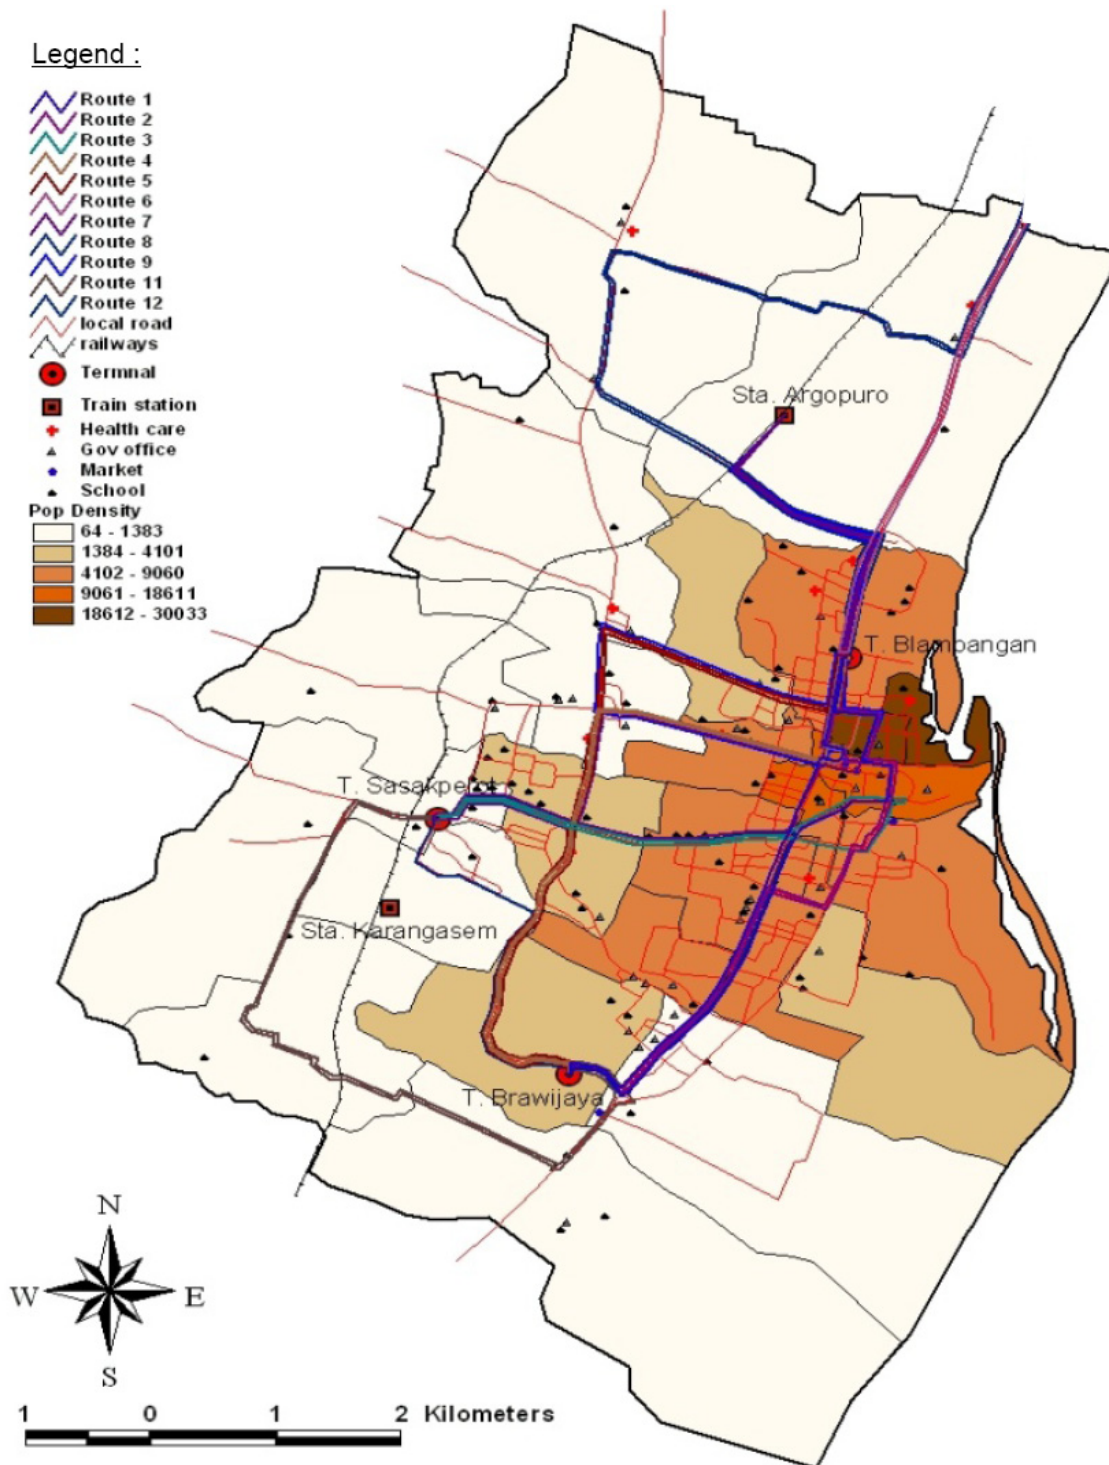 Legend :
Route 1
Route 2
Route 3
Route 4
Route 5
Route 6
Route 7
Route 8
Route 9
Route 11
Route 12
local road
railways
Termnal
Train station
Health care
Gov office
Market
School
Pop Density
64 - 1383
1384 - 4101
4102 - 9060
9061 - 18611
18612 - 30033
Sta. Argopuro
T. Blambangan
T. Sasakperot
Sta. Karangasem
T. Brawijaya
N
W E
S
1 0 1 2 Kilometers